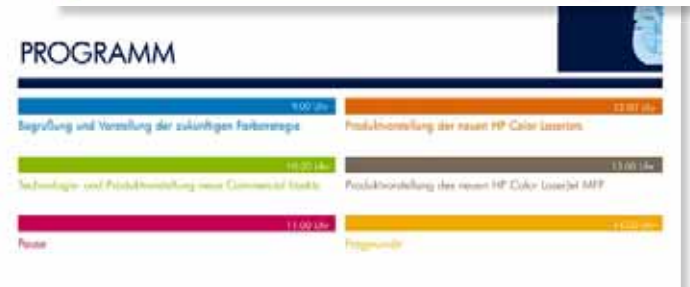 PROGRAMM
9.00 Uhr
Begrüßung und Vorstellung der zukünftigen Farbstrategie
10.00 Uhr
Technologie- und Produktvorstellung neue Commercial
11.00 Uhr
Pause
12.00 Uhr
Produktvorstellung der neuen HP Color LaserJets
13.00 Uhr
Produktvorstellung des neuen HP Color LaserJet MFP
14.00 Uhr
Fragerunde